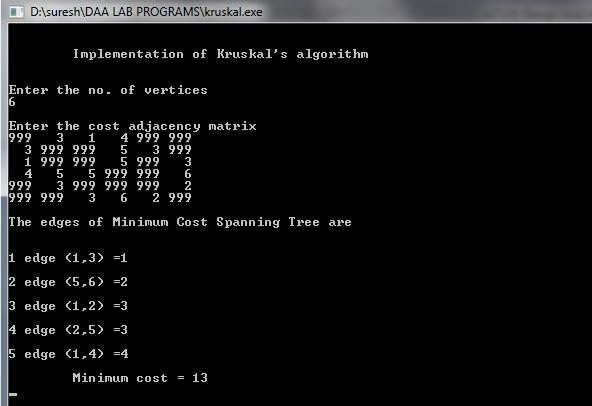 D:\suresh\DAA LAB PROGRAMS\kruskal.exe
Implementation of Kruskal's algorithm
Enter the no. of vertices
6
Enter the cost adjacency matrix
999 3 1 4 999 999
3 999 999 5 3 999
1 999 999 5 999 3
4 5 5 999 999 6
999 3 999 999 999 2
999 999 3 6 2 999
The edges of Minimum Cost Spanning Tree are
1 edge (1,3) =1
2 edge (5,6) =2
3 edge (1,2) =3
4 edge (2,5) =3
5 edge (1,4) =4
Minimum cost = 13